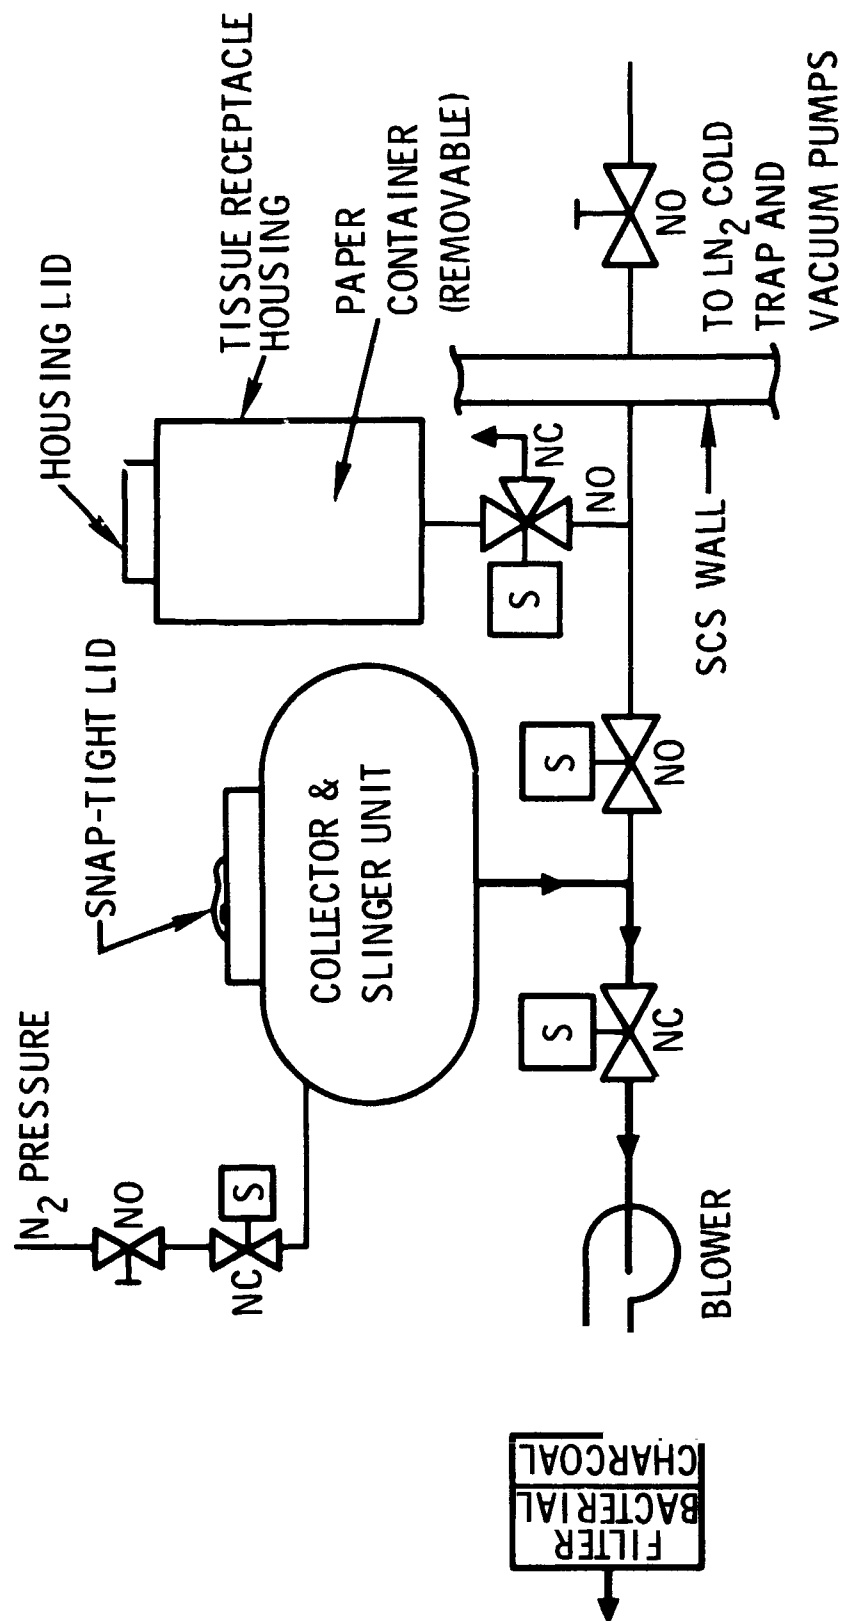 N2 PRESSURE
NO
NC
S
SNAP-TIGHT LID
COLLECTOR &
SLINGER UNIT
HOUSING LID
TISSUE RECEPTACLE
HOUSING
PAPER
CONTAINER
(REMOVABLE)
S
NC
NO
S
NC
S
NO
NO
SCS WALL
TO LN2 COLD
TRAP AND
VACUUM PUMPS
BLOWER
CHARCOAL
BACTERIAL
FILTER